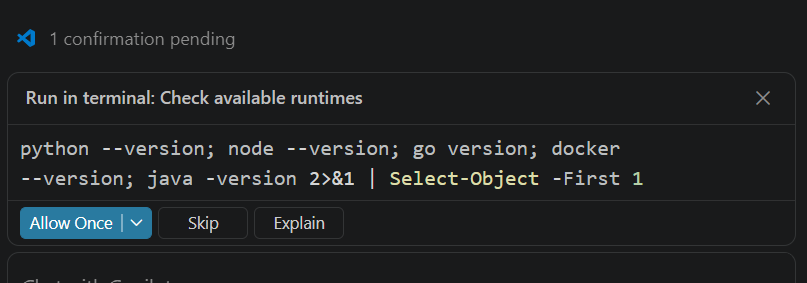 1 confirmation pending
Run in terminal: Check available runtimes
python --version; node --version; go version; docker
--version; java -version 2>&1 | Select-Object -First 1
Allow Once
Skip
Explain